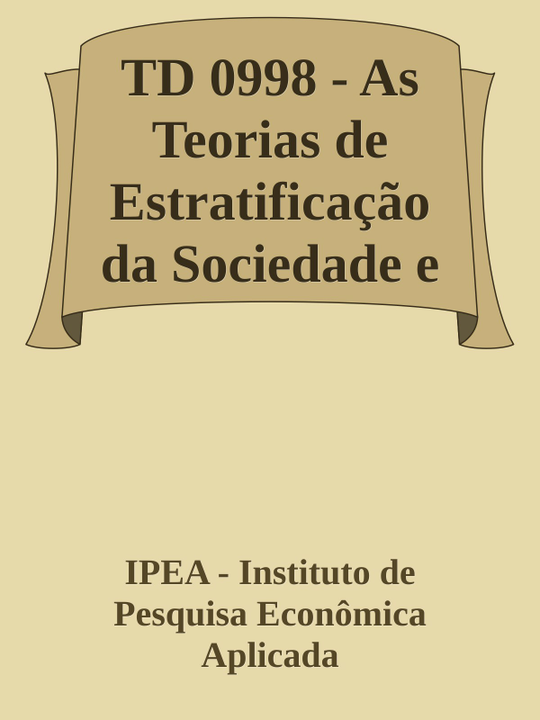 TD 0998 - As
Teorias de
Estratificação
da Sociedade e
IPEA - Instituto de
Pesquisa Econômica
Aplicada